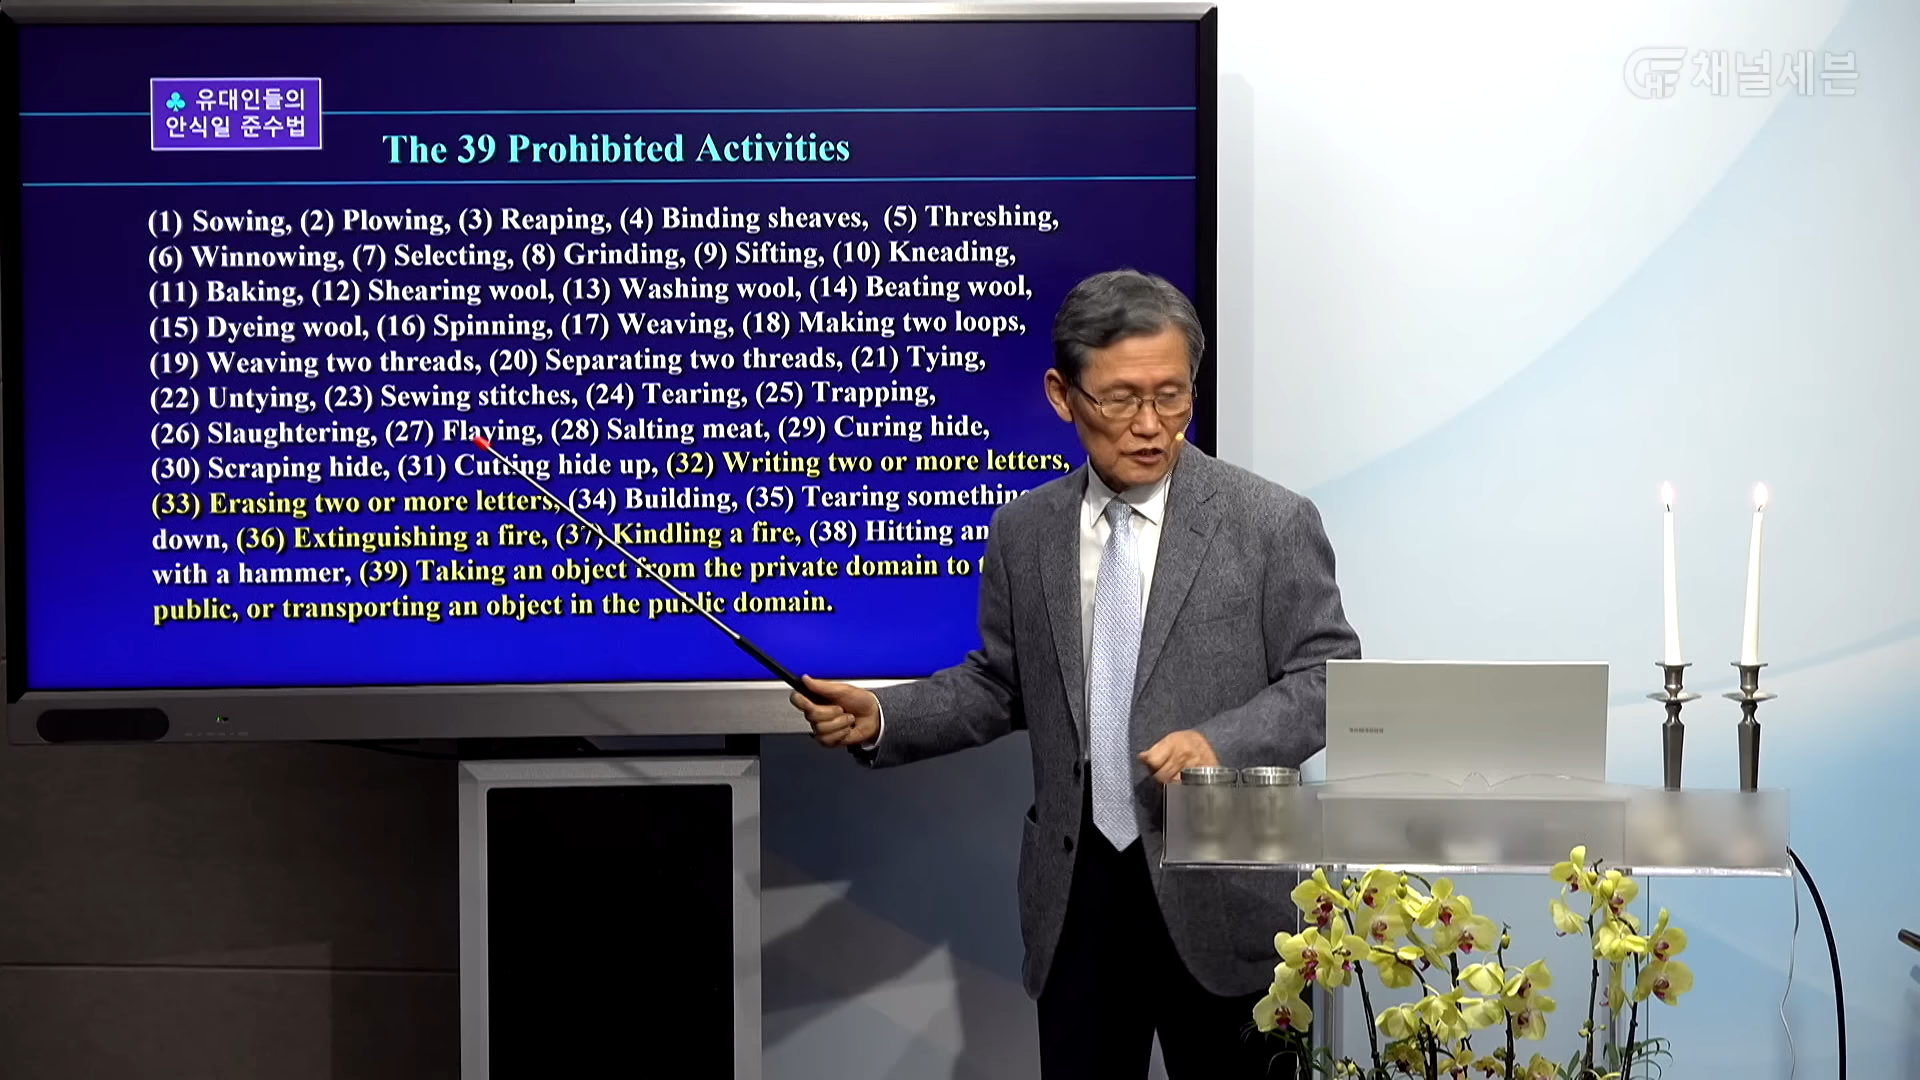 채널세븐
♣ 유대인들의
안식일 준수법
The 39 Prohibited Activities
(1) Sowing, (2) Plowing, (3) Reaping, (4) Binding sheaves, (5) Threshing,
(6) Winnowing, (7) Selecting, (8) Grinding, (9) Sifting, (10) Kneading,
(11) Baking, (12) Shearing wool, (13) Washing wool, (14) Beating wool,
(15) Dyeing wool, (16) Spinning, (17) Weaving, (18) Making two loops,
(19) Weaving two threads, (20) Separating two threads, (21) Tying,
(22) Untying, (23) Sewing stitches, (24) Tearing, (25) Trapping,
(26) Slaughtering, (27) Flaying, (28) Salting meat, (29) Curing hide,
(30) Scraping hide, (31) Cutting hide up, (32) Writing two or more letters,
(33) Erasing two or more letters, (34) Building, (35) Tearing something
down, (36) Extinguishing a fire, (37) Kindling a fire, (38) Hitting
with a hammer, (39) Taking an object from the private domain to
public, or transporting an object in the public domain.
SAMSUNG